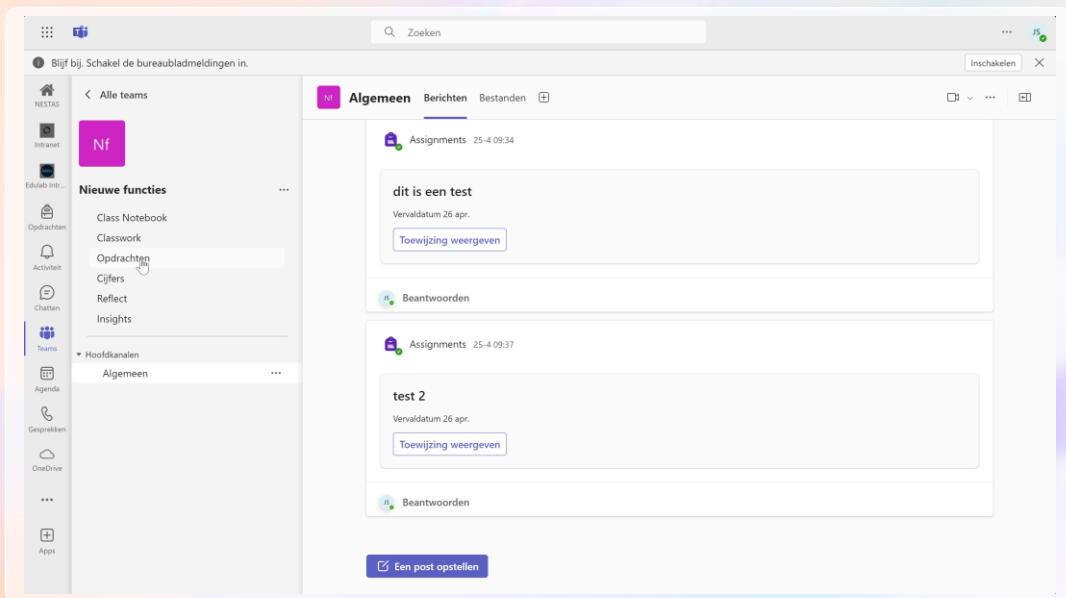 Zoeken
JS
Blijf bij. Schakel de bureaubladmeldingen in.
Inschakelen
NESTAS
Intranet
Edulab Intr...
Opdrachten
Activiteit
Chatten
Teams
Agenda
Gesprekken
OneDrive
Apps
Alle teams
Nf
Nieuwe functies
Class Notebook
Classwork
Opdrachten
Cijfers
Reflect
Insights
Hoofdkanalen
Algemeen
Nf Algemeen Berichten Bestanden
Assignments 25-4 09:34
dit is een test
Vervaldatum 26 apr.
Toewijzing weergeven
JS Beantwoorden
Assignments 25-4 09:37
test 2
Vervaldatum 26 apr.
Toewijzing weergeven
JS Beantwoorden
Een post opstellen